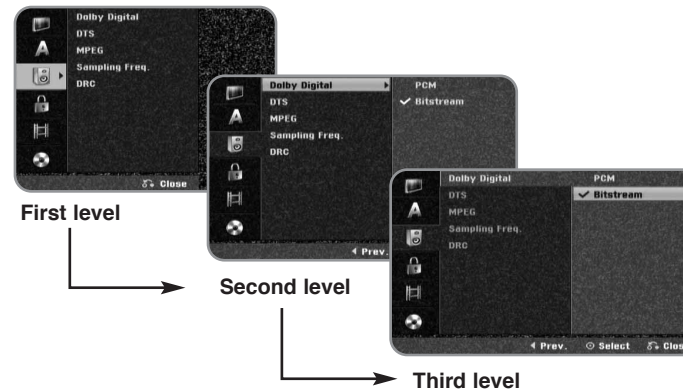 Dolby Digital
DTS
MPEG
Sampling Freq.
DRC
Close
First level
Dolby Digital
DTS
MPEG
Sampling Freq.
DRC
PCM
Bitstream
Prev.
Second level
Dolby Digital
DTS
MPEG
Sampling Freq.
DRC
PCM
Bitstream
Prev.
Select
Clos
Third level